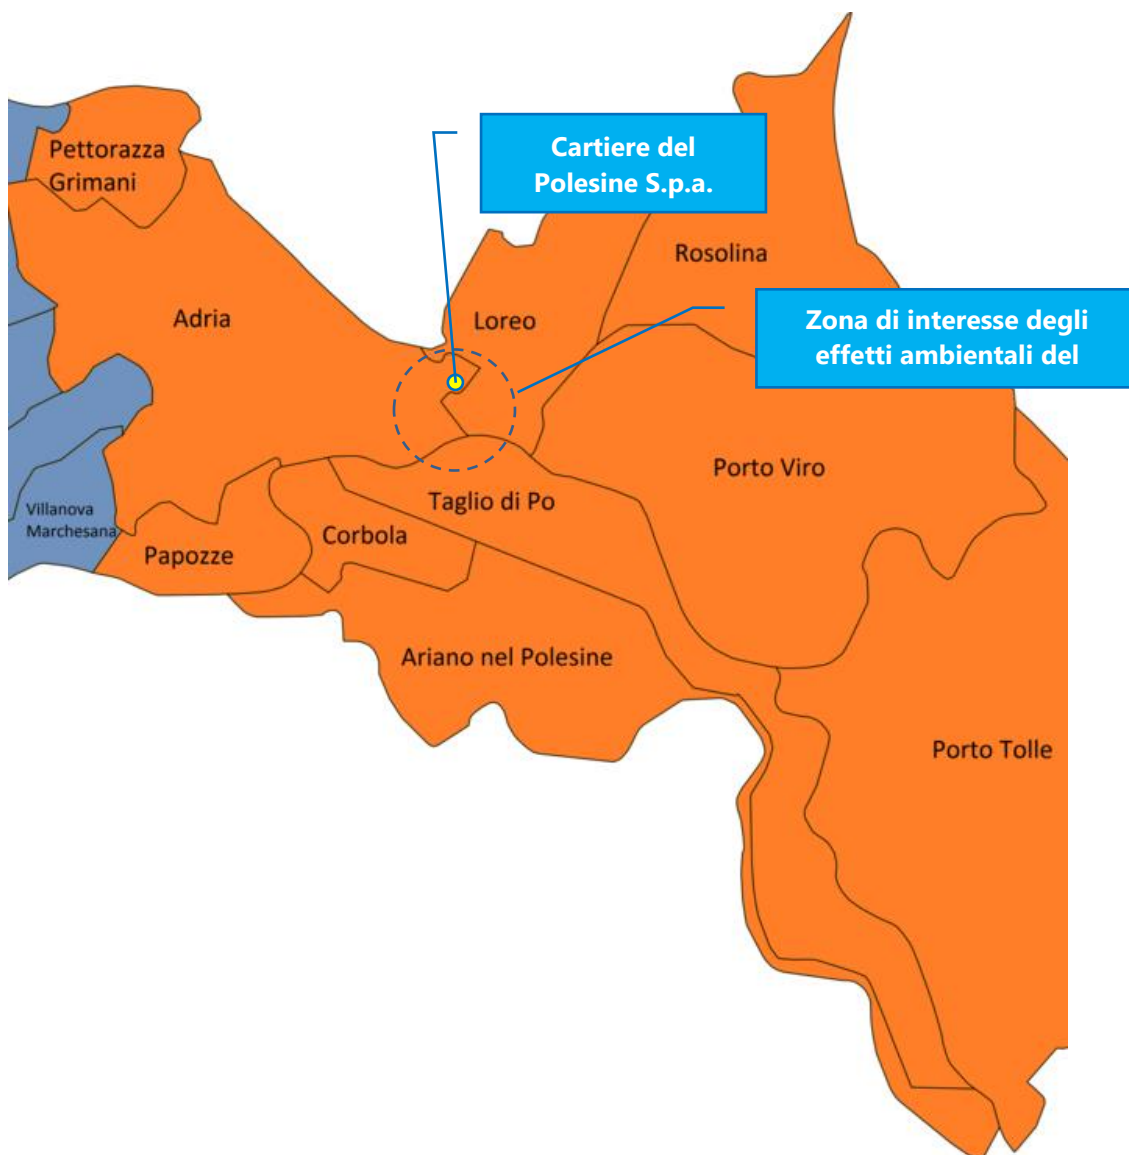 Cartiere del
Polesine S.p.a.
Pettorazza
Grimani
Rosolina
Adria
Loreo
Zona di interesse degli
effetti ambientali del
Porto Viro
Taglio di Po
Villanova
Marchesana
Corbola
Papozze
Ariano nel Polesine
Porto Tolle